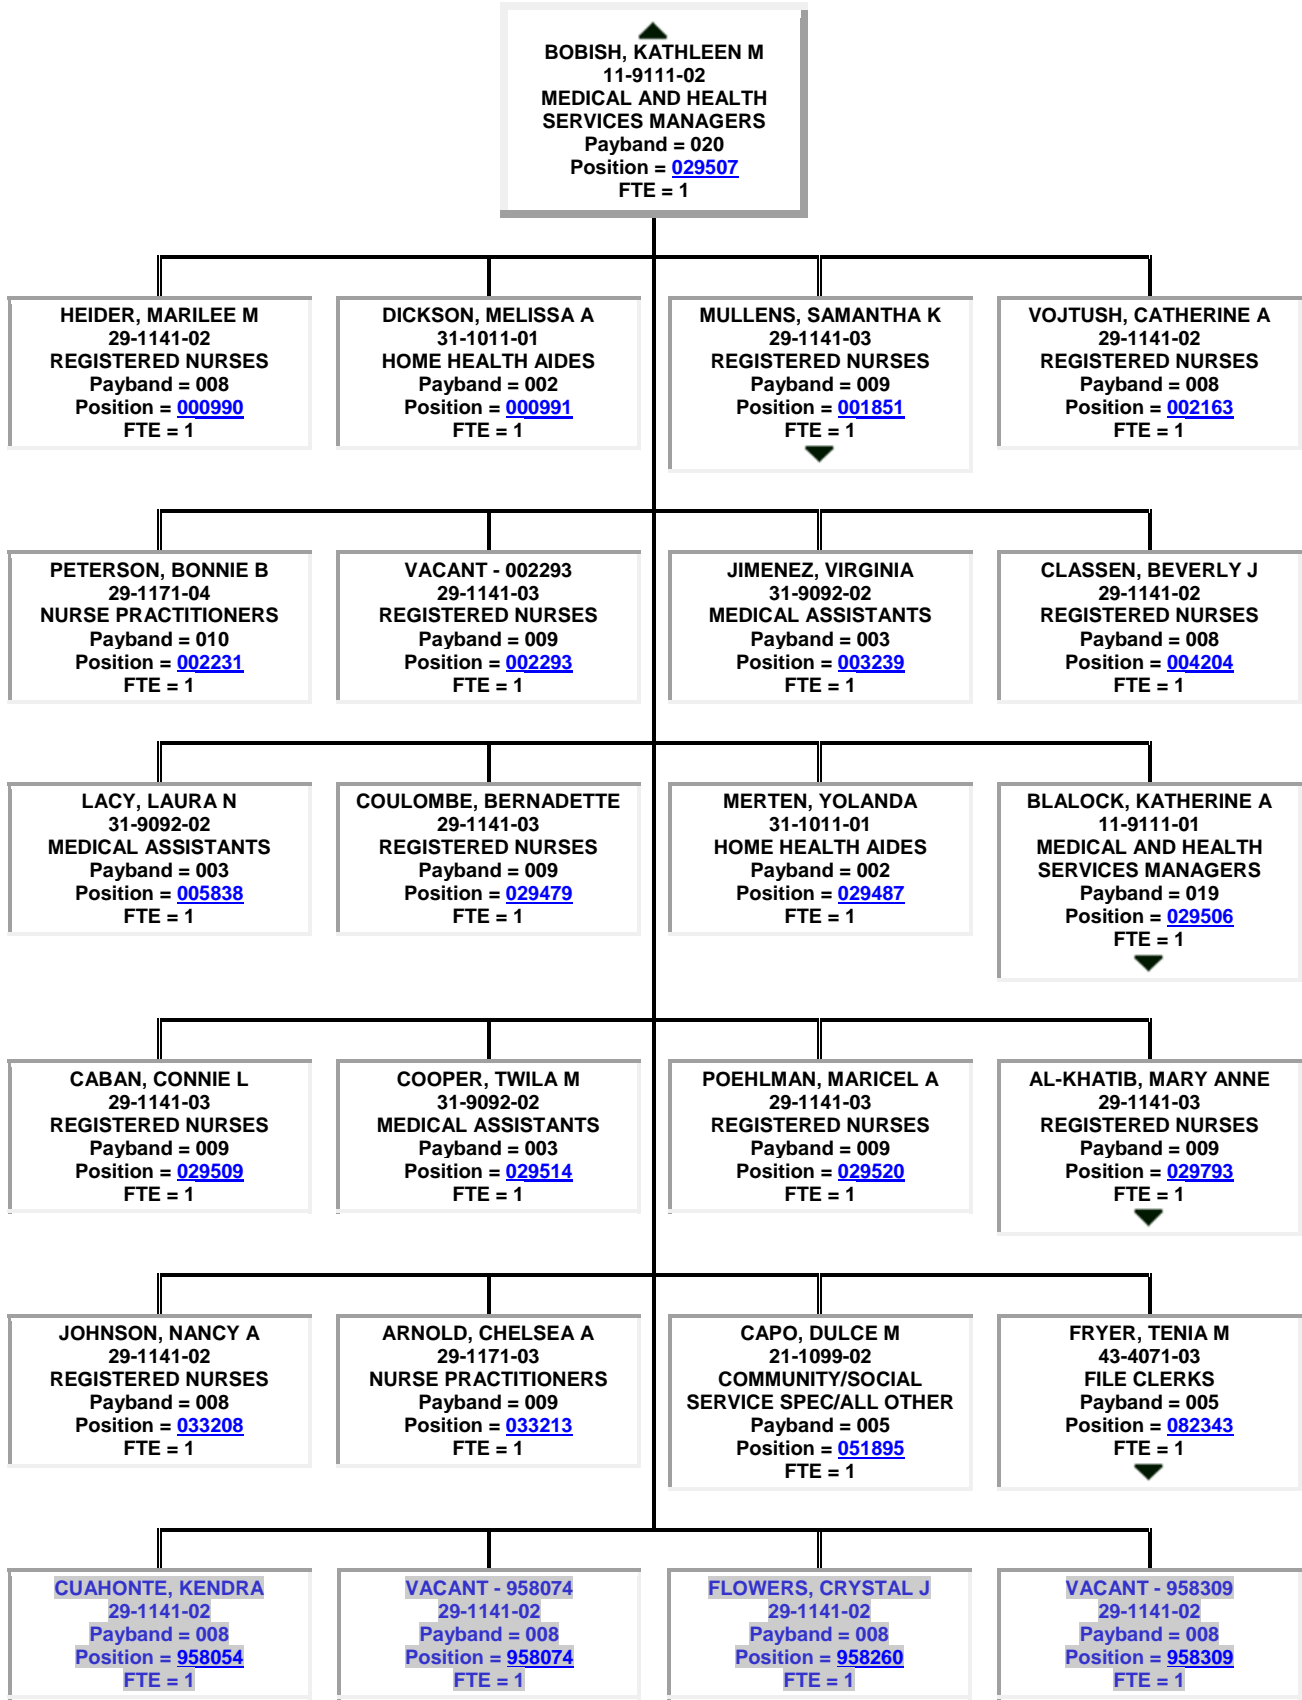 BOBISH, KATHLEEN M
11-9111-02
MEDICAL AND HEALTH
SERVICES MANAGERS
Payband = 020
Position = 029507
FTE = 1
HEIDER, MARILEE M
29-1141-02
REGISTERED NURSES
Payband = 008
Position = 000990
FTE = 1
DICKSON, MELISSA A
31-1011-01
HOME HEALTH AIDES
Payband = 002
Position = 000991
FTE = 1
MULLENS, SAMANTHA K
29-1141-03
REGISTERED NURSES
Payband = 009
Position = 001851
FTE = 1
VOJTUSH, CATHERINE A
29-1141-02
REGISTERED NURSES
Payband = 008
Position = 002163
FTE = 1
PETERSON, BONNIE B
29-1171-04
NURSE PRACTITIONERS
Payband = 010
Position = 002231
FTE = 1
VACANT - 002293
29-1141-03
REGISTERED NURSES
Payband = 009
Position = 002293
FTE = 1
JIMENEZ, VIRGINIA
31-9092-02
MEDICAL ASSISTANTS
Payband = 003
Position = 003239
FTE = 1
CLASSEN, BEVERLY J
29-1141-02
REGISTERED NURSES
Payband = 008
Position = 004204
FTE = 1
LACY, LAURA N
31-9092-02
MEDICAL ASSISTANTS
Payband = 003
Position = 005838
FTE = 1
COULOMBE, BERNADETTE
29-1141-03
REGISTERED NURSES
Payband = 009
Position = 029479
FTE = 1
MERTEN, YOLANDA
31-1011-01
HOME HEALTH AIDES
Payband = 002
Position = 029487
FTE = 1
BLALOCK, KATHERINE A
11-9111-01
MEDICAL AND HEALTH
SERVICES MANAGERS
Payband = 019
Position = 029506
FTE = 1
CABAN, CONNIE L
29-1141-03
REGISTERED NURSES
Payband = 009
Position = 029509
FTE = 1
COOPER, TWILA M
31-9092-02
MEDICAL ASSISTANTS
Payband = 003
Position = 029514
FTE = 1
POEHLMAN, MARICEL A
29-1141-03
REGISTERED NURSES
Payband = 009
Position = 029520
FTE = 1
AL-KHATIB, MARY ANNE
29-1141-03
REGISTERED NURSES
Payband = 009
Position = 029793
FTE = 1
JOHNSON, NANCY A
29-1141-02
REGISTERED NURSES
Payband = 008
Position = 033208
FTE = 1
ARNOLD, CHELSEA A
29-1171-03
NURSE PRACTITIONERS
Payband = 009
Position = 033213
FTE = 1
CAPO, DULCE M
21-1099-02
COMMUNITY/SOCIAL
SERVICE SPEC/ALL OTHER
Payband = 005
Position = 051895
FTE = 1
FRYER, TENIA M
43-4071-03
FILE CLERKS
Payband = 005
Position = 082343
FTE = 1
CUAHONTE, KENDRA
29-1141-02
Payband = 008
Position = 958054
FTE = 1
VACANT - 958074
29-1141-02
Payband = 008
Position = 958074
FTE = 1
FLOWERS, CRYSTAL J
29-1141-02
Payband = 008
Position = 958260
FTE = 1
VACANT - 958309
29-1141-02
Payband = 008
Position = 958309
FTE = 1